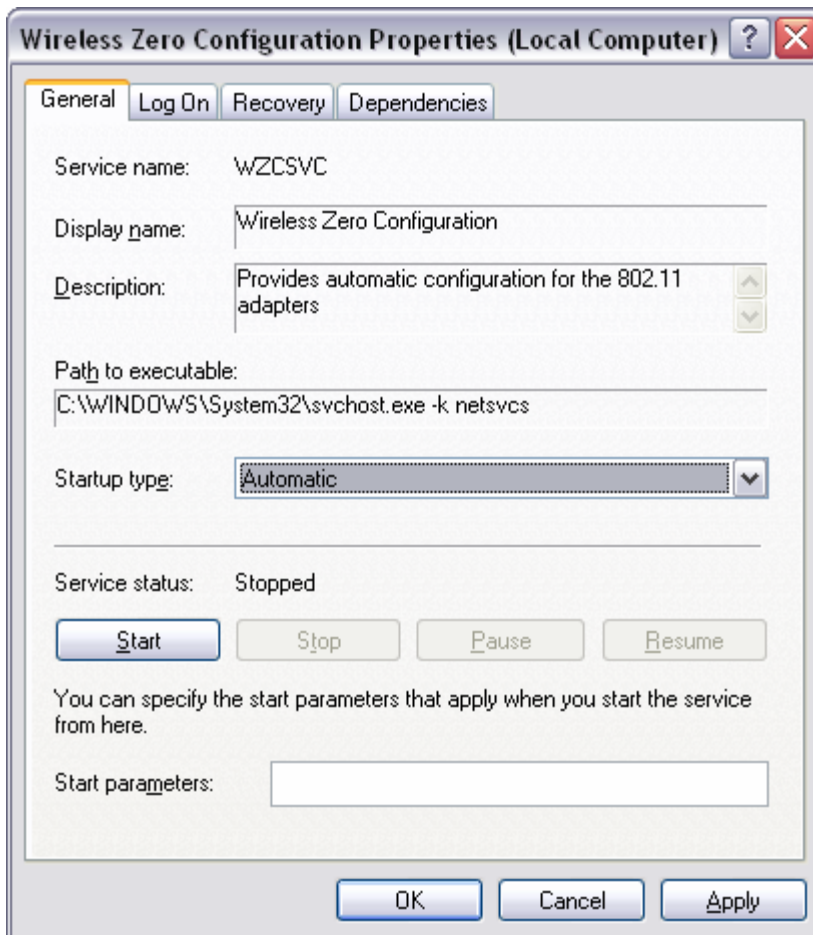 Wireless Zero Configuration Properties (Local Computer)
General Log On Recovery Dependencies
Service name: WZCSVC
Display name: Wireless Zero Configuration
Description: Provides automatic configuration for the 802.11
adapters
Path to executable:
C:\WINDOWS\System32\svchost.exe -k netsvcs
Startup type: Automatic
Service status: Stopped
Start Stop Pause Resume
You can specify the start parameters that apply when you start the service
from here.
Start parameters:
OK Cancel Apply